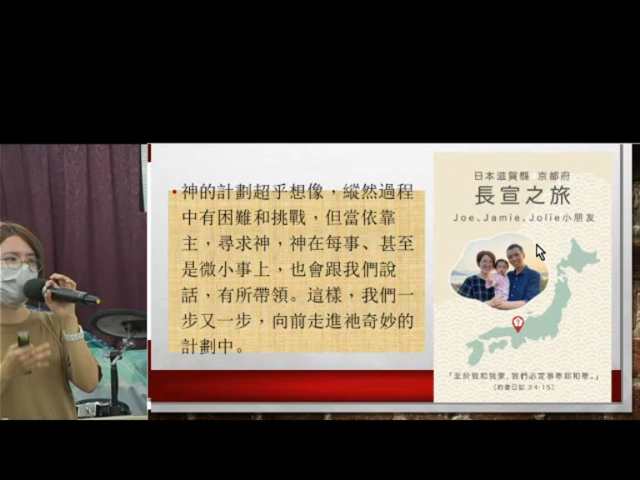 •神的計劃超乎想像，縱然過程
中有困難和挑戰，但當依靠
主，尋求神，神在每事、甚至
是微小事上，也會跟我們說
話，有所帶領。這樣，我們一
步又一步，向前走進祂奇妙的
計劃中。
日本滋賀縣 京都府
長宣之旅
Joe、Jamie、Jolie小朋友
「至於我和我家，我們必定事奉耶和華。」
（約書亞記 24:15）